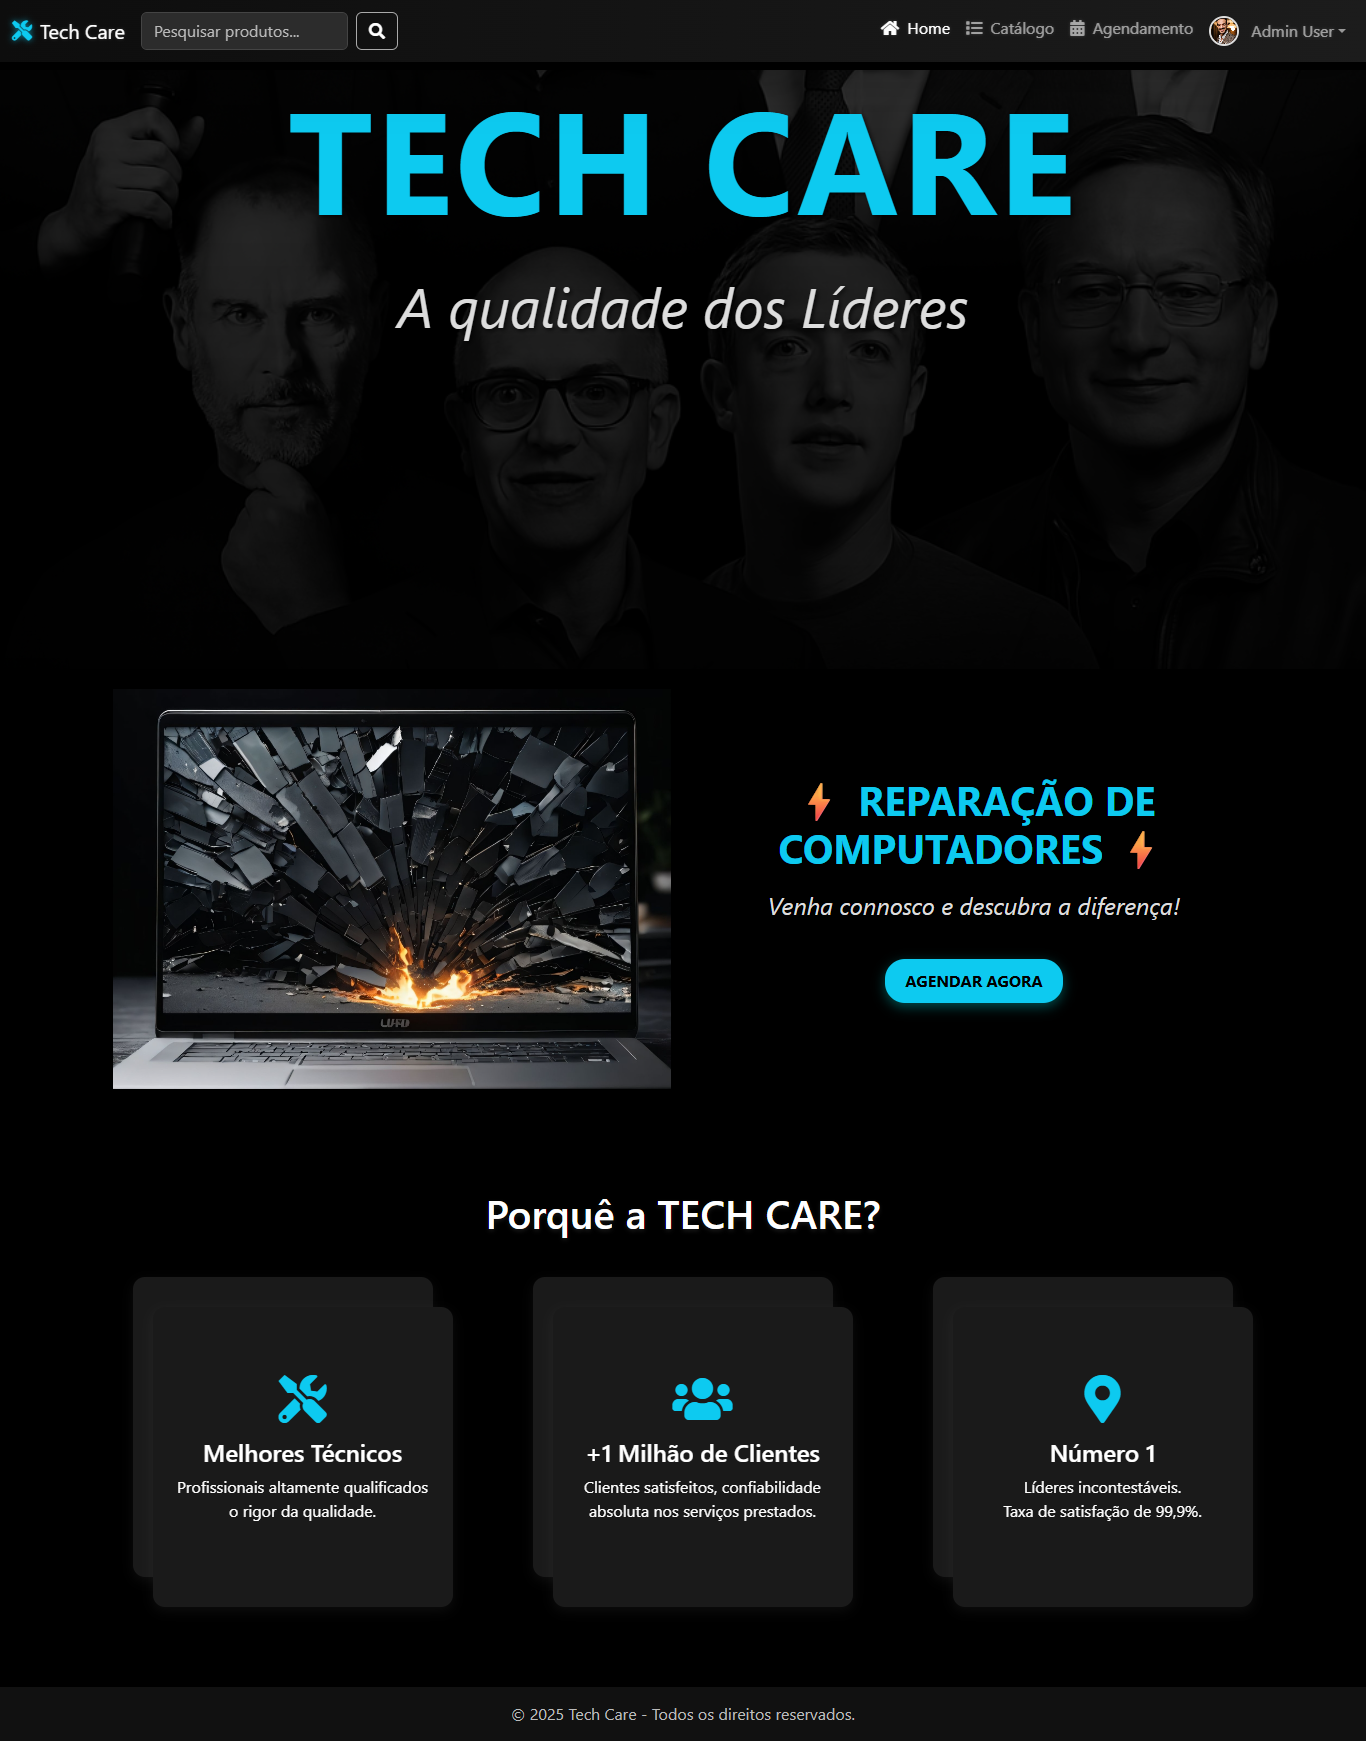 Tech Care
Pesquisar produtos...
Home
Catálogo
Agendamento
Admin User
TECH CARE
A qualidade dos Líderes
REPARAÇÃO DE
COMPUTADORES
Venha connosco e descubra a diferença!
AGENDAR AGORA
Porquê a TECH CARE?
Melhores Técnicos
Profissionais altamente qualificados
o rigor da qualidade.
+1 Milhão de Clientes
Clientes satisfeitos, confiabilidade
absoluta nos serviços prestados.
Número 1
Líderes incontestáveis.
Taxa de satisfação de 99,9%.
© 2025 Tech Care - Todos os direitos reservados.